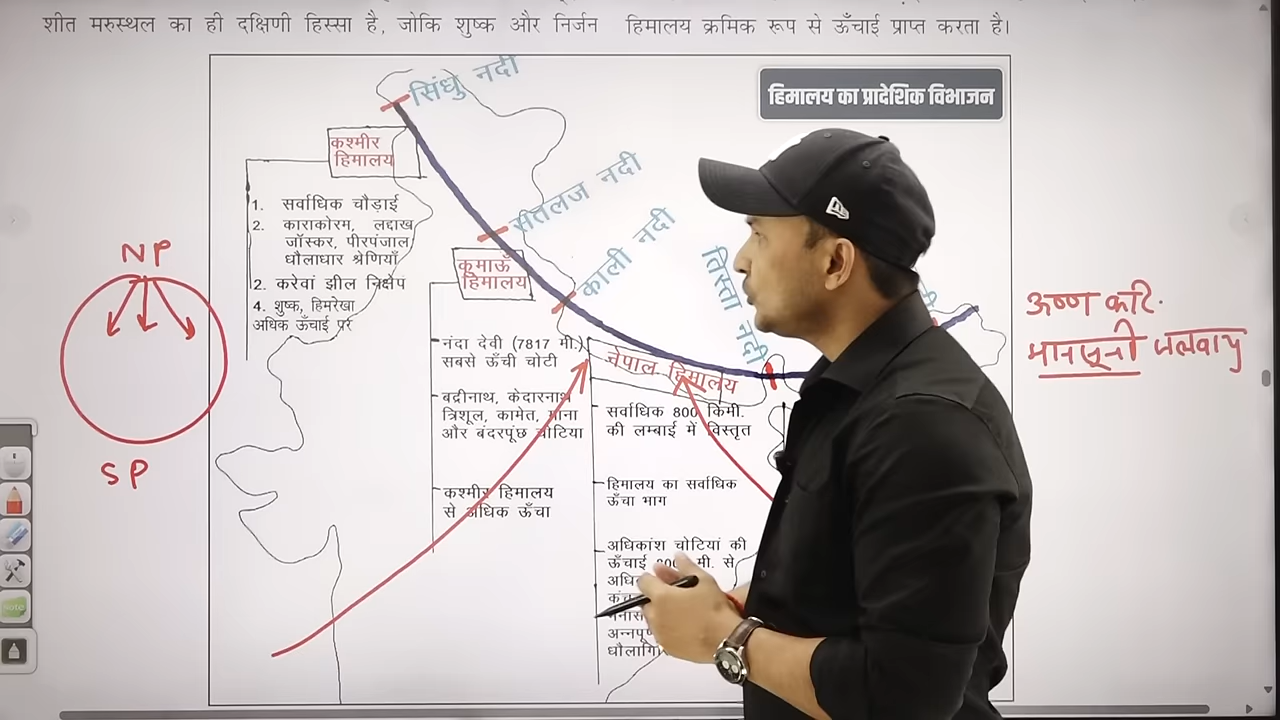 शीत मरुस्थल का ही दक्षिणी हिस्सा है, जोकि शुष्क और निर्जन
हिमालय क्रमिक रूप से ऊँचाई प्राप्त करता है।
हिमालय का प्रादेशिक विभाजन
सिंधु नदी
कश्मीर
हिमालय
1. सर्वाधिक चौड़ाई
2. काराकोरम, लद्दाख
जॉस्कर, पीरपंजाल,
धौलाधार श्रेणियाँ
2. करेवां झील निक्षेप
4. शुष्क, हिमरेखा
अधिक ऊँचाई पर
सतलज नदी
काली नदी
तिस्ता नदी
कुमाऊँ
हिमालय
नंदा देवी (7817 मी.)
सबसे ऊँची चोटी
बद्रीनाथ, केदारनाथ
त्रिशूल, कामेत, माना
और बंदरपूंछ चोटिया
कश्मीर हिमालय
से अधिक ऊँचा
नेपाल हिमालय
सर्वाधिक 800 किमी.
की लम्बाई में विस्तृत
हिमालय का सर्वाधिक
ऊँचा भाग
अधिकांश चोटियां की
ऊँचाई मी. से
NP
SP
ऊष्ण कटि.
मानसूनी जलवायु
Note